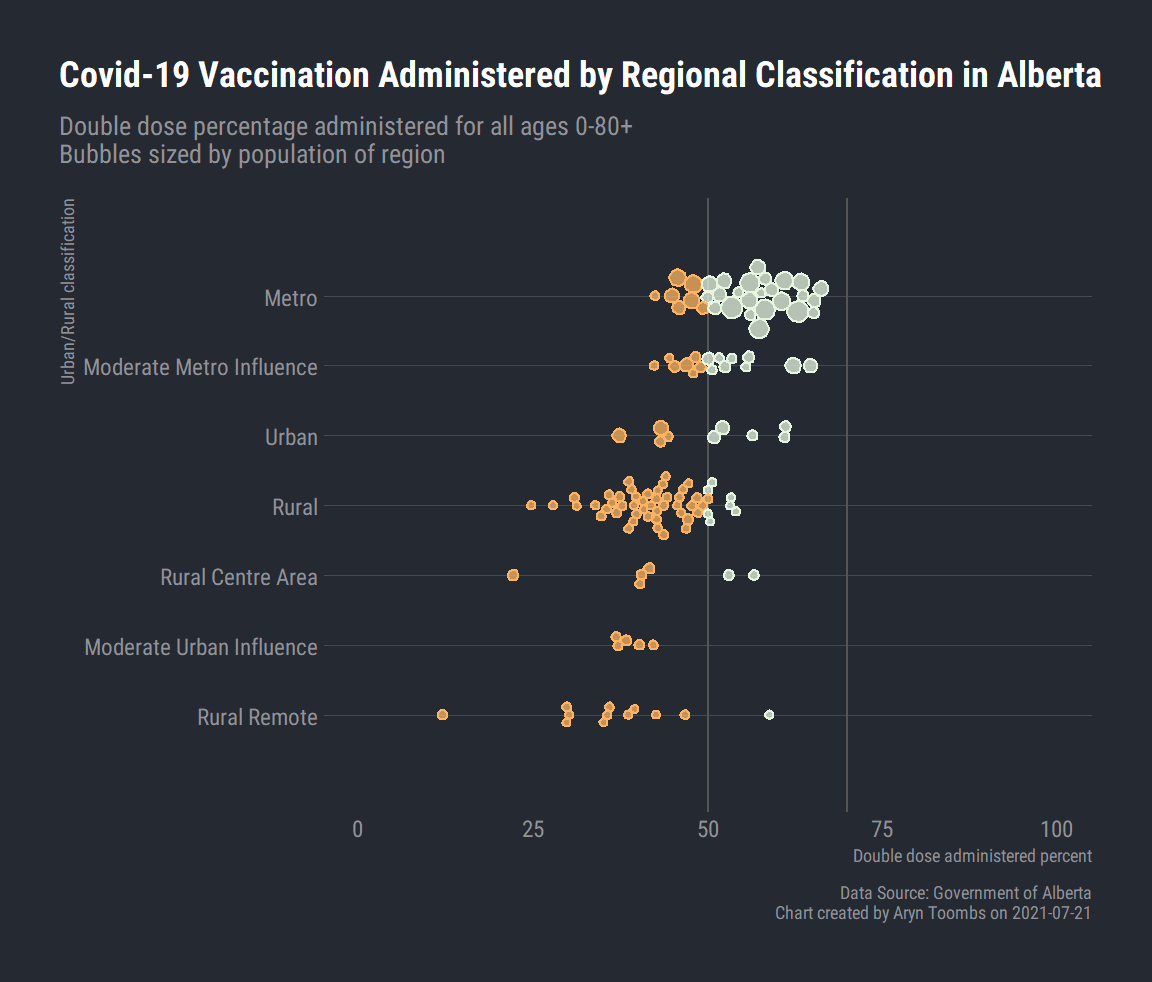 Covid-19 Vaccination Administered by Regional Classification in Alberta
Double dose percentage administered for all ages 0-80+
Bubbles sized by population of region
Urban/Rural classification
Metro
Moderate Metro Influence
Urban
Rural
Rural Centre Area
Moderate Urban Influence
Rural Remote
0 25 50 75 100
Double dose administered percent
Data Source: Government of Alberta
Chart created by Aryn Toombs on 2021-07-21